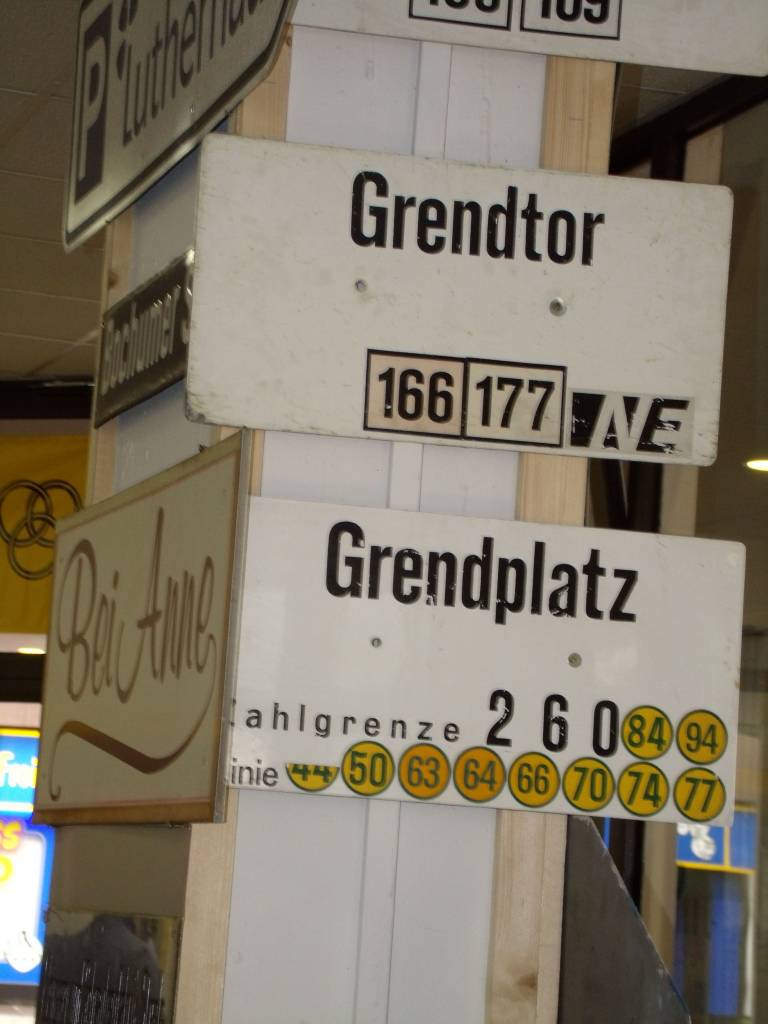 P
Grendtor
166 177 NE
Bochumer
Bei Anne
Grendplatz
ahlgrenze 260 84 94
inie 44 50 63 64 66 70 74 77